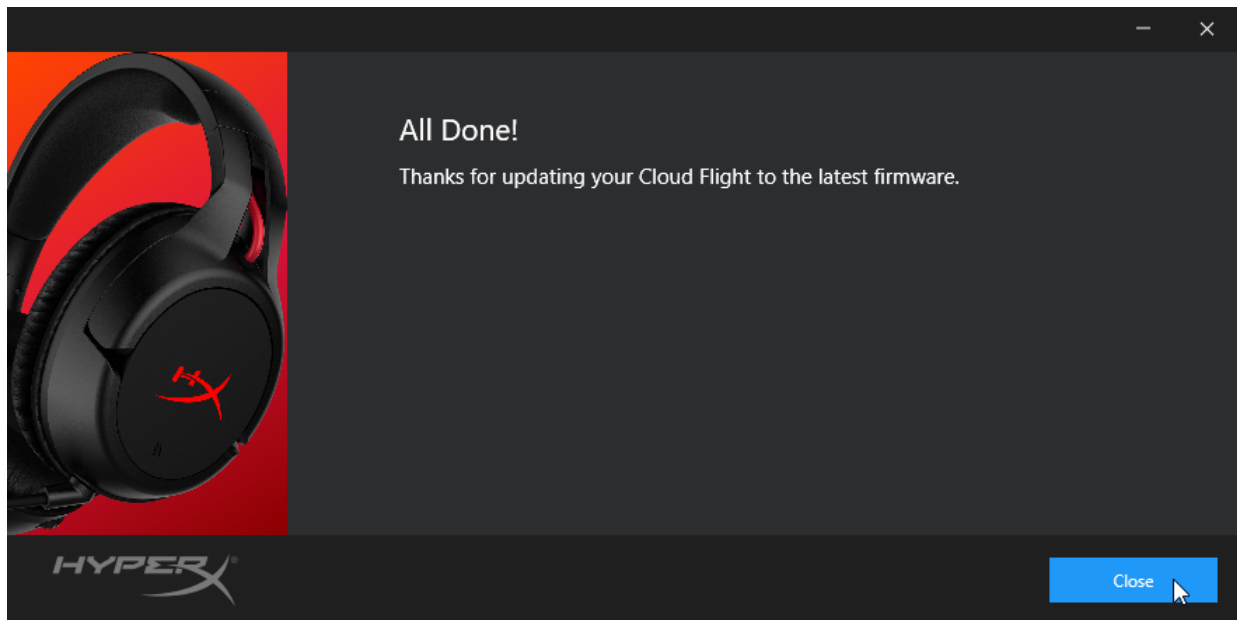 All Done!
Thanks for updating your Cloud Flight to the latest firmware.
HYPERX®
Close